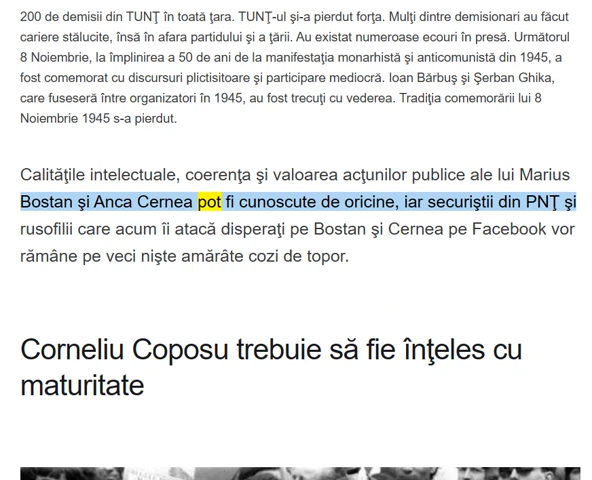 200 de demisii din TUNŢ în toată ţara. TUNŢ-ul şi-a pierdut forţa. Mulţi dintre demisionari au făcut
cariere stălucite, însă în afara partidului şi a ţării. Au existat numeroase ecouri în presă. Următorul
8 Noiembrie, la împlinirea a 50 de ani de la manifestaţia monarhistă şi anticomunistă din 1945, a
fost comemorat cu discursuri plictisitoare şi participare mediocră. Ioan Bărbuş şi Şerban Ghika,
care fuseseră între organizatori în 1945, au fost trecuţi cu vederea. Tradiţia comemorării lui 8
Noiembrie 1945 s-a pierdut.
Calităţile intelectuale, coerenţa şi valoarea acţunilor publice ale lui Marius
Bostan şi Anca Cernea pot fi cunoscute de oricine, iar securiştii din PNŢ şi
rusofilii care acum îi atacă disperaţi pe Bostan şi Cernea pe Facebook vor
rămâne pe veci nişte amărâte cozi de topor.
Corneliu Coposu trebuie să fie înţeles cu
maturitate